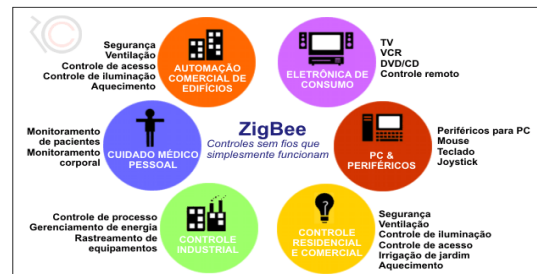 Segurança
Ventilação
Controle de acesso
Controle de iluminação
Aquecimento
AUTOMAÇÃO
COMERCIAL DE
EDIFÍCIOS
ELETRÔNICA DE
CONSUMO
TV
VCR
DVD/CD
Controle remoto
Monitoramento
de pacientes
Monitoramento
corporal
CUIDADO MÉDICO
PESSOAL
ZigBee
Controles sem fios que
simplesmente funcionam
PC &
PERIFÉRICOS
Periféricos para PC
Mouse
Teclado
Joystick
Controle de processo
Gerenciamento de energia
Rastreamento de
equipamentos
CONTROLE
INDUSTRIAL
CONTROLE
RESIDENCIAL
E COMERCIAL
Segurança
Ventilação
Controle de iluminação
Controle de acesso
Irrigação de jardim
Aquecimento